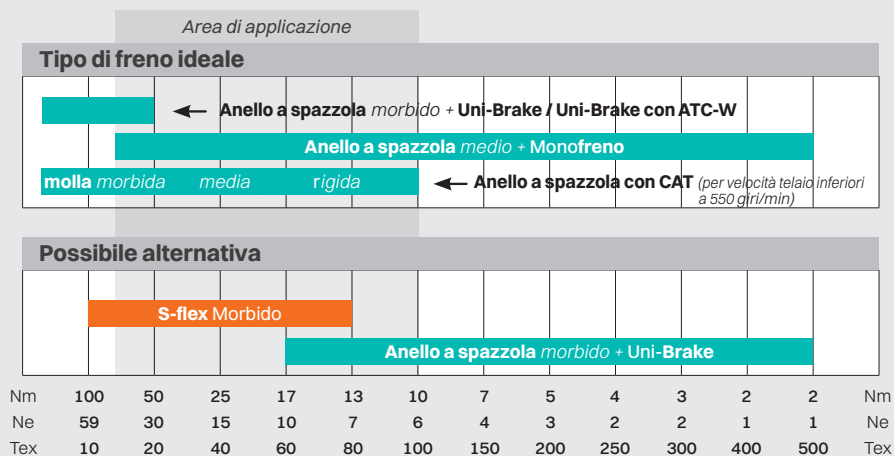 Area di applicazione
Tipo di freno ideale
Anello a spazzola morbido + Uni-Brake / Uni-Brake con ATC-W
Anello a spazzola medio + Monofreno
molla morbida media rigida Anello a spazzola con CAT (per velocità telaio inferiori
a 550 giri/min)
Possibile alternativa
S-flex Morbido
Anello a spazzola morbido + Uni-Brake
Nm 100 50 25 17 13 10 7 5 4 3 2 2 Nm
Ne 59 30 15 10 7 6 4 3 2 2 1 1 Ne
Tex 10 20 40 60 80 100 150 200 250 300 400 500 Tex